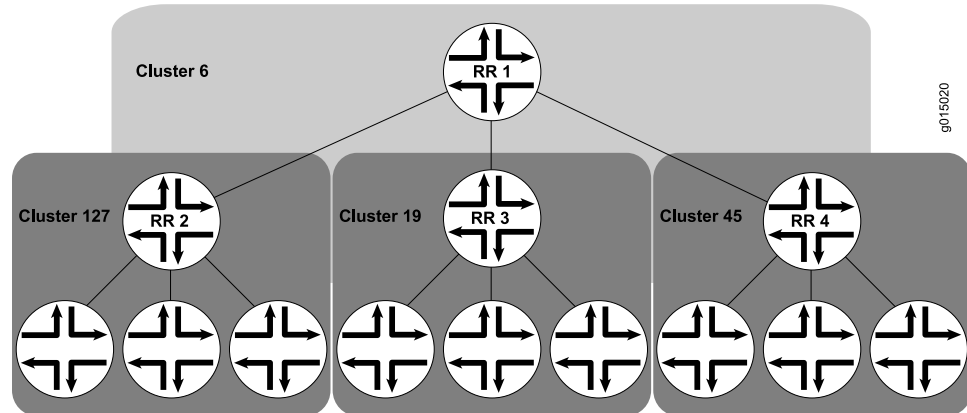 Cluster 6
RR 1
g015020
Cluster 127
RR 2
Cluster 19
RR 3
Cluster 45
RR 4